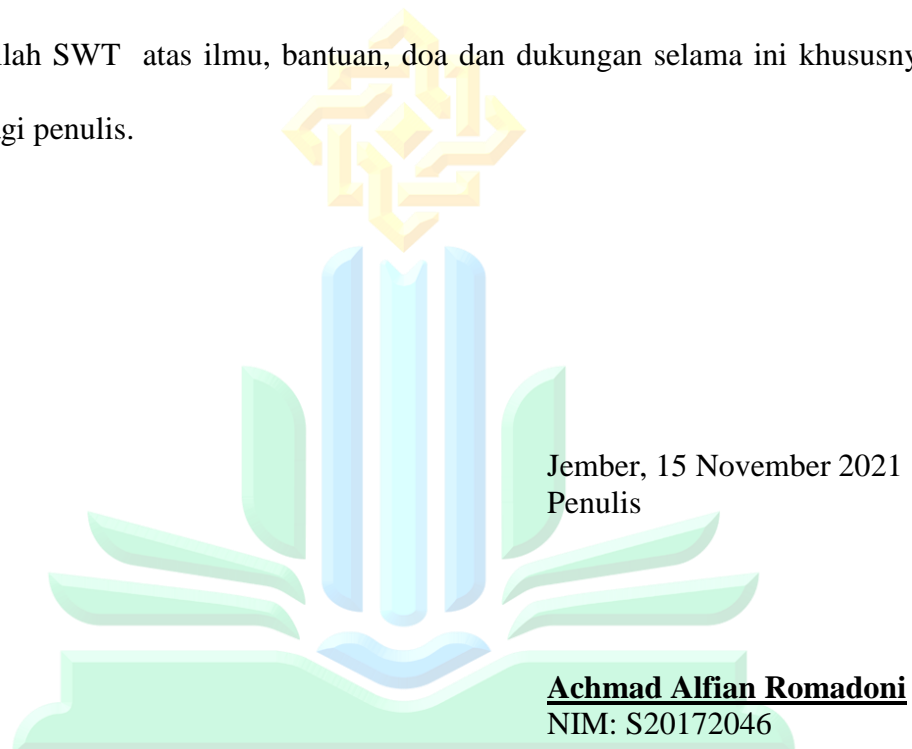 llah SWT atas ilmu, bantuan, doa dan dukungan selama ini khususny
gi penulis.
Jember, 15 November 2021
Penulis
Achmad Alfian Romadoni
NIM: S20172046